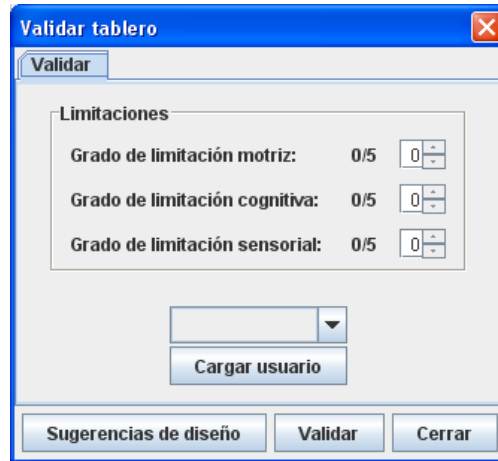 Validar tablero
Validar
Limitaciones
Grado de limitación motriz: 0/5 0
Grado de limitación cognitiva: 0/5 0
Grado de limitación sensorial: 0/5 0
Cargar usuario
Sugerencias de diseño Validar Cerrar